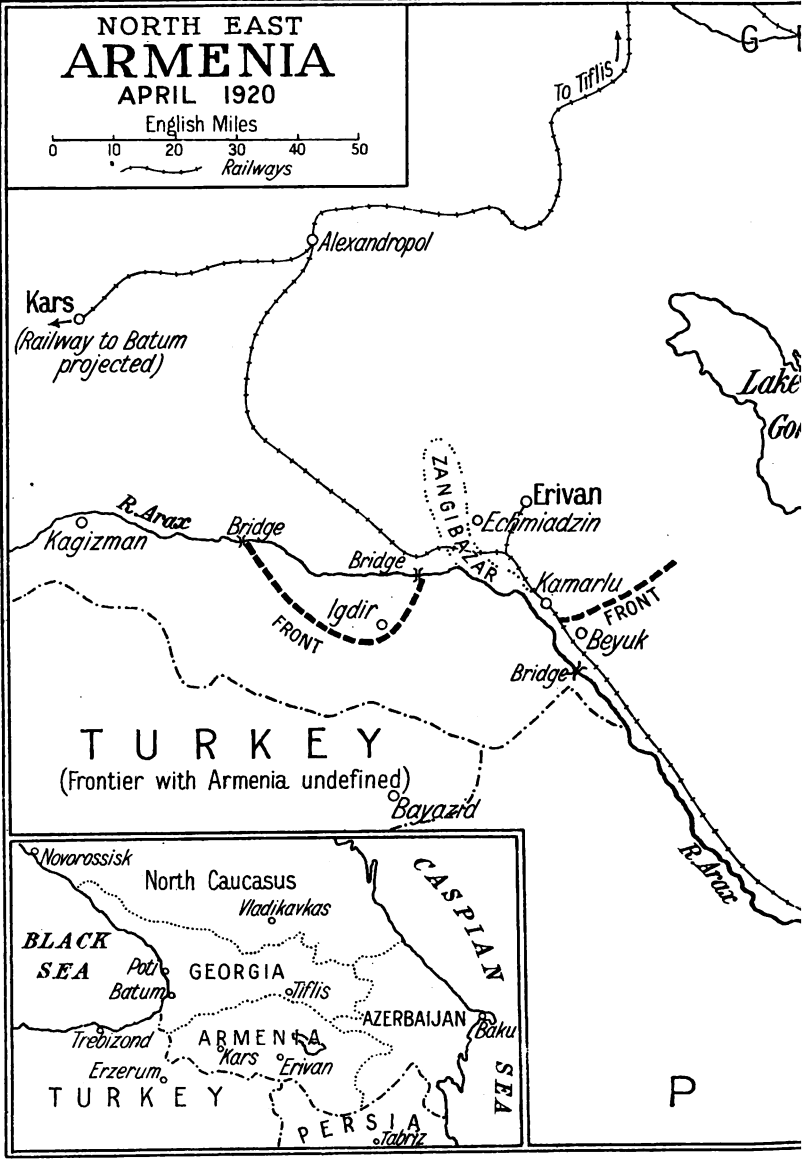 NORTH EAST
ARMENIA
APRIL 1920
English Miles
0 10 20 30 40 50
Railways
To Tiflis
G E
Alexandropol
Kars
(Railway to Batum
projected)
Lake
Gok
ZANGIBAZAR
Erivan
Echmiadzin
R. Arax
Kagizman
Bridge
Bridge
Kamarlu
Igdir
FRONT
FRONT
Beyuk
Bridge
TURKEY
(Frontier with Armenia undefined)
Bayazid
R. Arax
P
Novorossisk
North Caucasus
Vladikavkas
CASPIAN
SEA
BLACK
SEA
Poti
GEORGIA
Batum
Tiflis
AZERBAIJAN
Baku
Trebizond
ARMENIA
Kars
Erivan
Erzerum
TURKEY
PERSIA
Tabriz